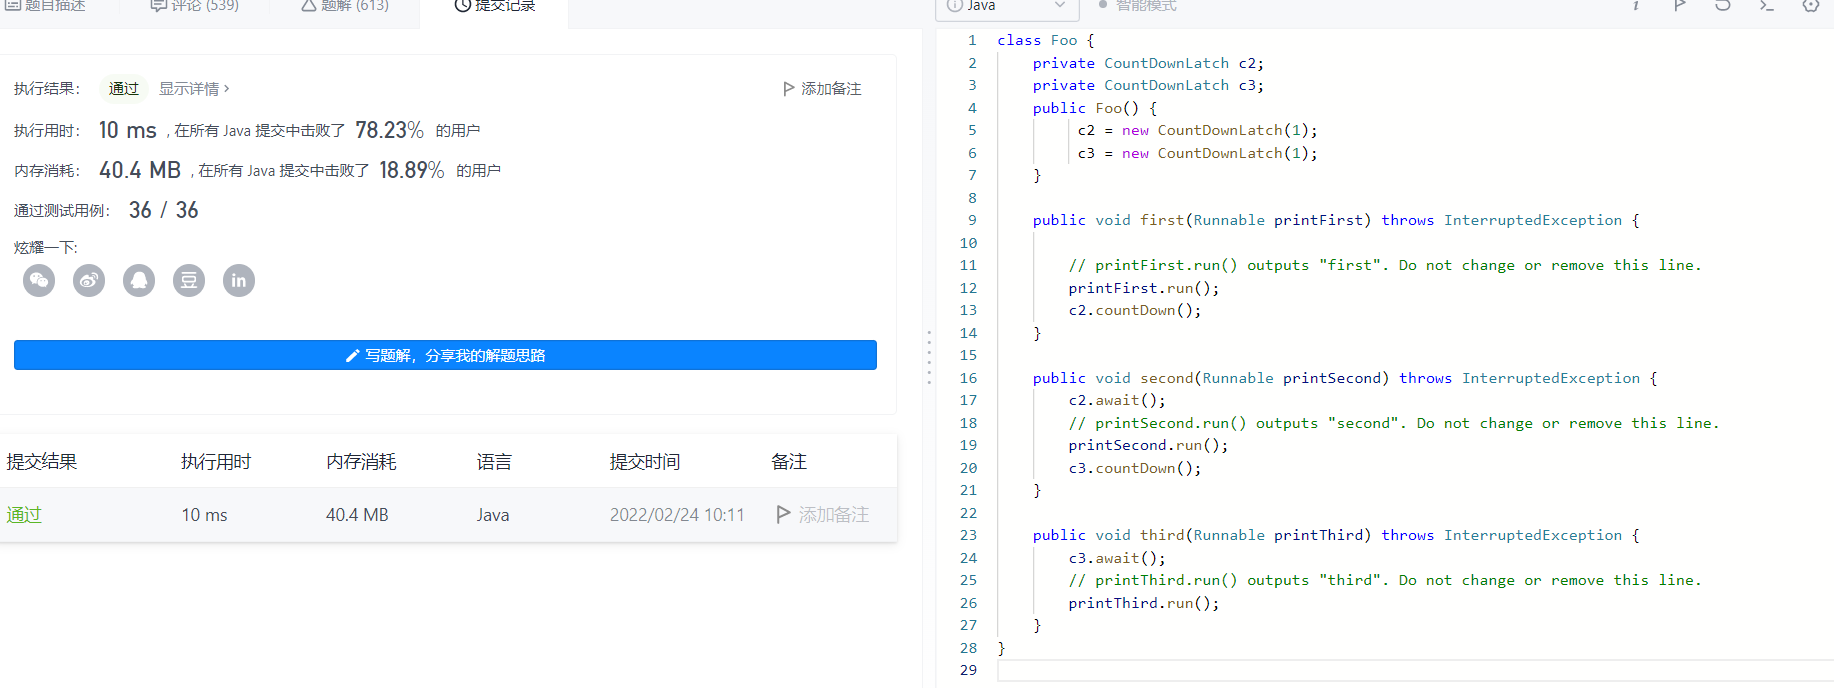 题目描述 评论 (539) 题解 (613) 提交记录
执行结果： 通过 显示详情 > 添加备注
执行用时： 10 ms , 在所有 Java 提交中击败了 78.23% 的用户
内存消耗： 40.4 MB , 在所有 Java 提交中击败了 18.89% 的用户
通过测试用例： 36 / 36
炫耀一下:
豆 in
写题解，分享我的解题思路
提交结果 执行用时 内存消耗 语言 提交时间 备注
通过 10 ms 40.4 MB Java 2022/02/24 10:11 添加备注
i Java 智能模式 i
1 class Foo {
2 private CountDownLatch c2;
3 private CountDownLatch c3;
4 public Foo() {
5 c2 = new CountDownLatch(1);
6 c3 = new CountDownLatch(1);
7 }
8
9 public void first(Runnable printFirst) throws InterruptedException {
10
11 // printFirst.run() outputs "first". Do not change or remove this line.
12 printFirst.run();
13 c2.countDown();
14 }
15
16 public void second(Runnable printSecond) throws InterruptedException {
17 c2.await();
18 // printSecond.run() outputs "second". Do not change or remove this line.
19 printSecond.run();
20 c3.countDown();
21 }
22
23 public void third(Runnable printThird) throws InterruptedException {
24 c3.await();
25 // printThird.run() outputs "third". Do not change or remove this line.
26 printThird.run();
27 }
28 }
29